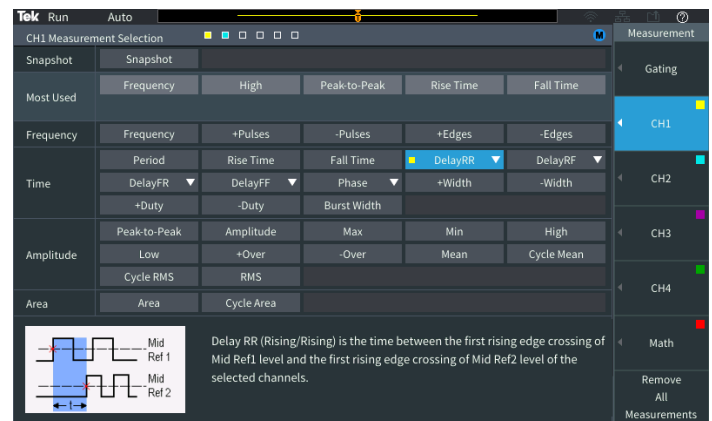 Tek Run Auto
CH1 Measurement Selection M Measurement
Snapshot Snapshot
Gating
Most Used Frequency High Peak-to-Peak Rise Time Fall Time
CH1
Frequency Frequency +Pulses -Pulses +Edges -Edges
Time Period Rise Time Fall Time DelayRR DelayRF
DelayFR DelayFF Phase +Width -Width
CH2
+Duty -Duty Burst Width
Amplitude Peak-to-Peak Amplitude Max Min High
CH3
Low +Over -Over Mean Cycle Mean
Cycle RMS RMS
CH4
Area Area Cycle Area
Mid
Ref 1
Mid
Ref 2
t
Delay RR (Rising/Rising) is the time between the first rising edge crossing of
Mid Ref1 level and the first rising edge crossing of Mid Ref2 level of the
selected channels.
Math
Remove
All
Measurements